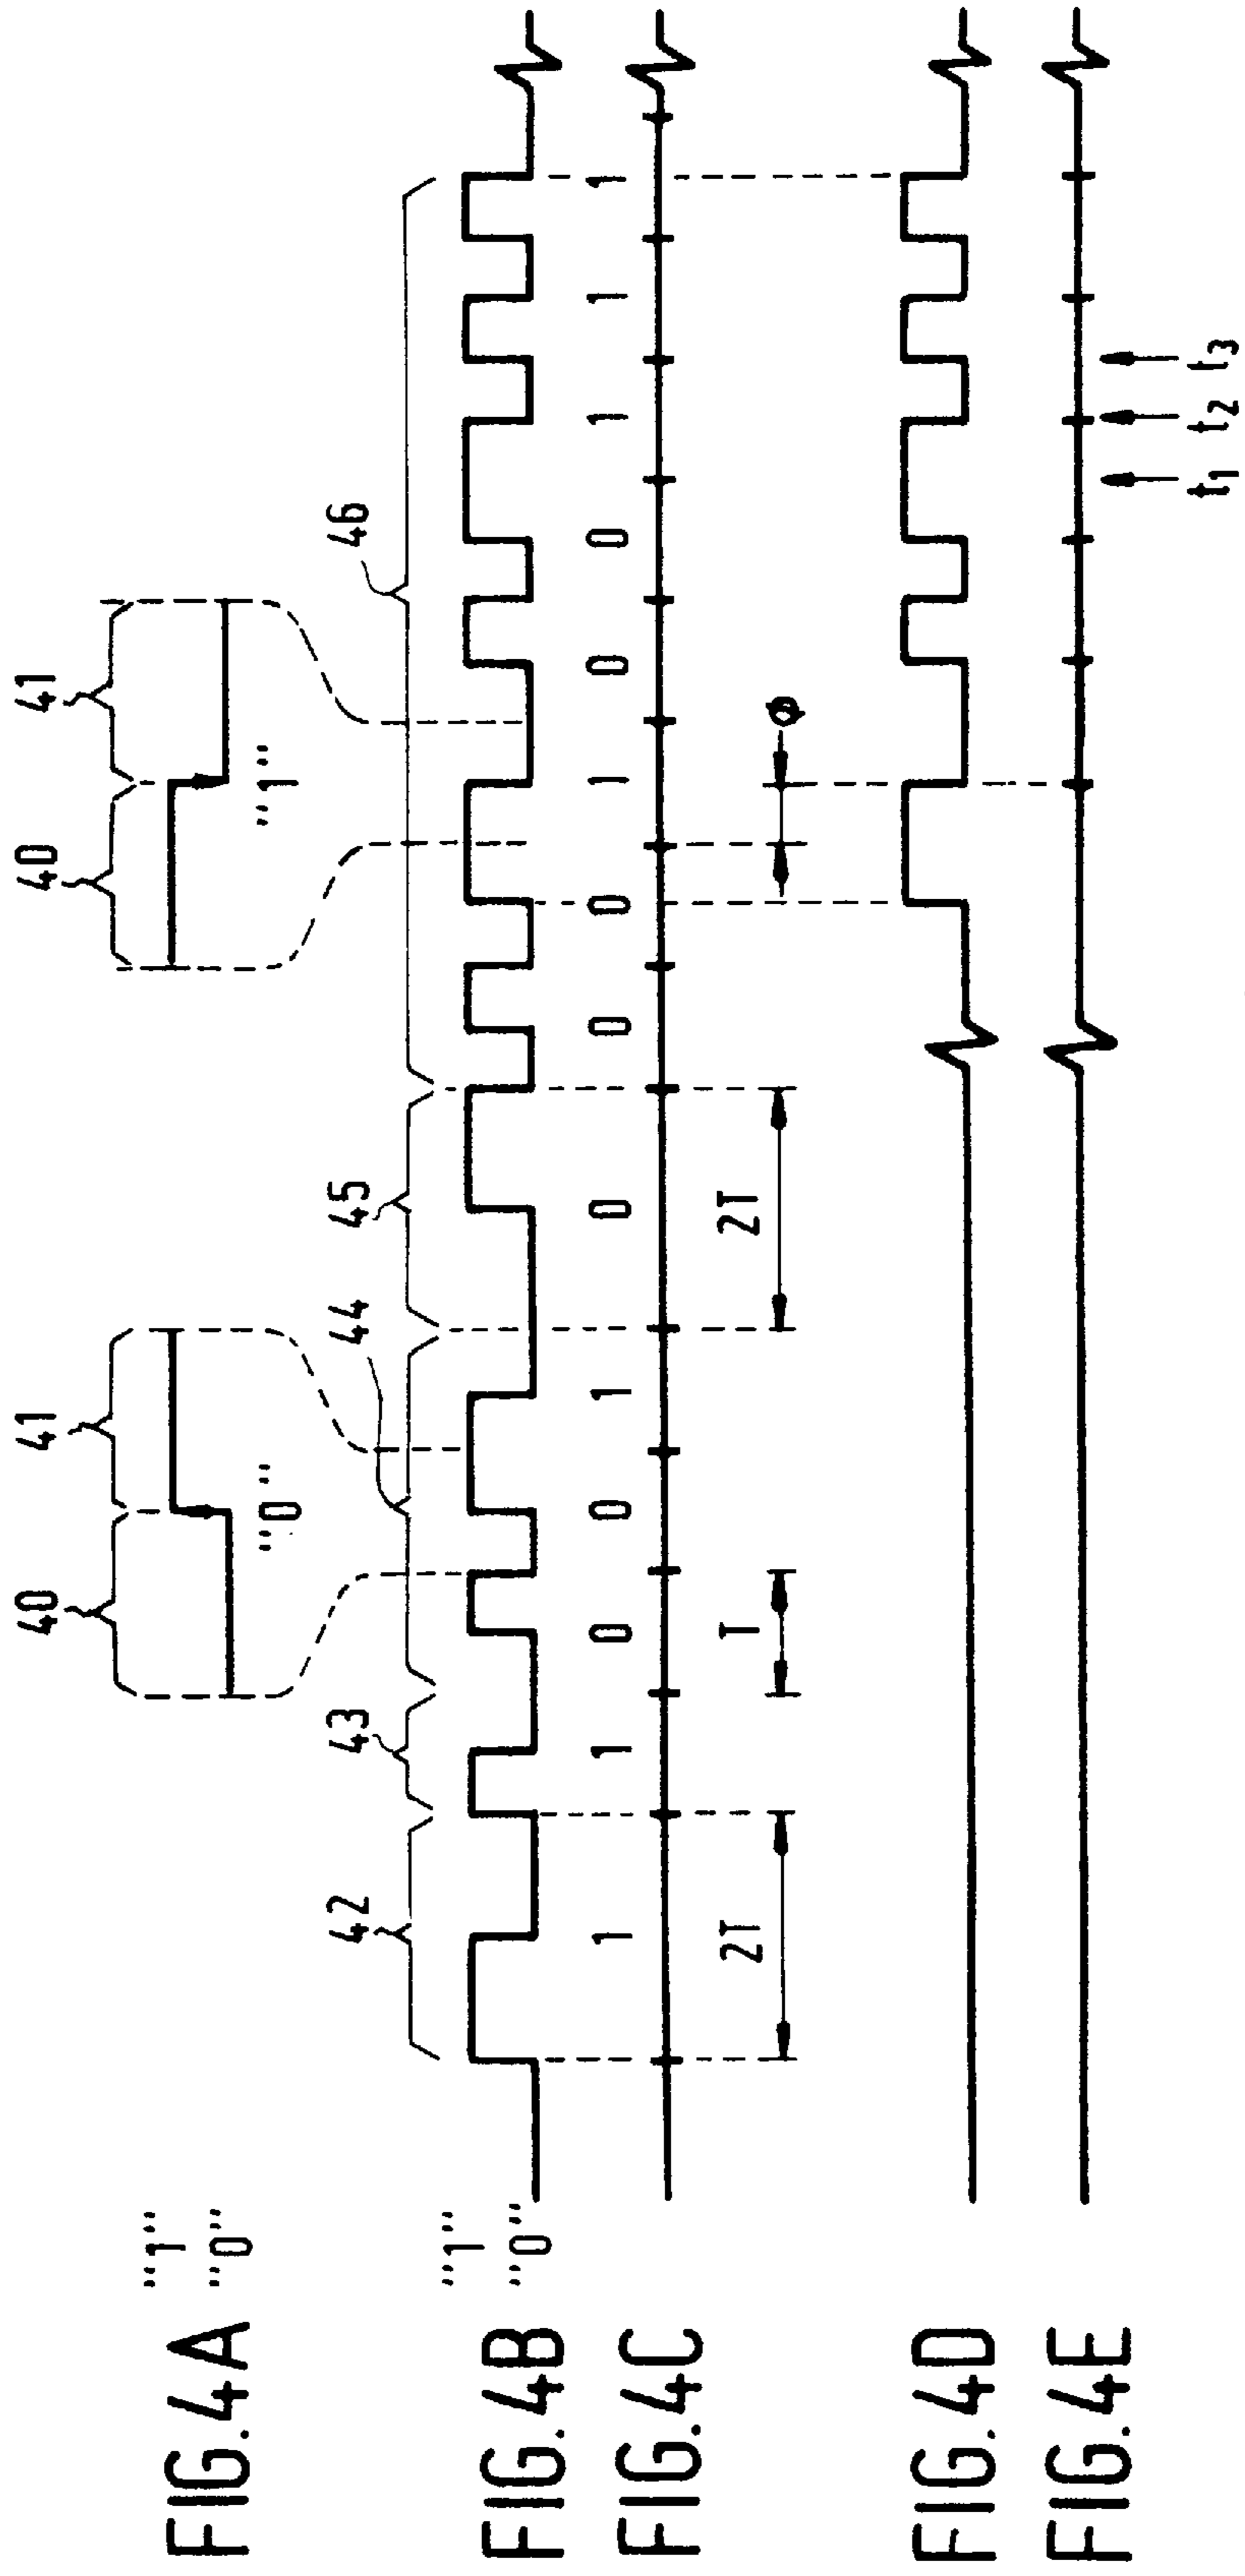 40 41 40 41
FIG. 4A "1"
"0"
"0" "1"
42 43 44 45 46
FIG. 4B "1"
"0"
1 1 0 0 1 0 0 0 1 0 0 1 1 1
FIG. 4C
2T T 2T Φ
FIG. 4D
FIG. 4E
t1 t2 t3